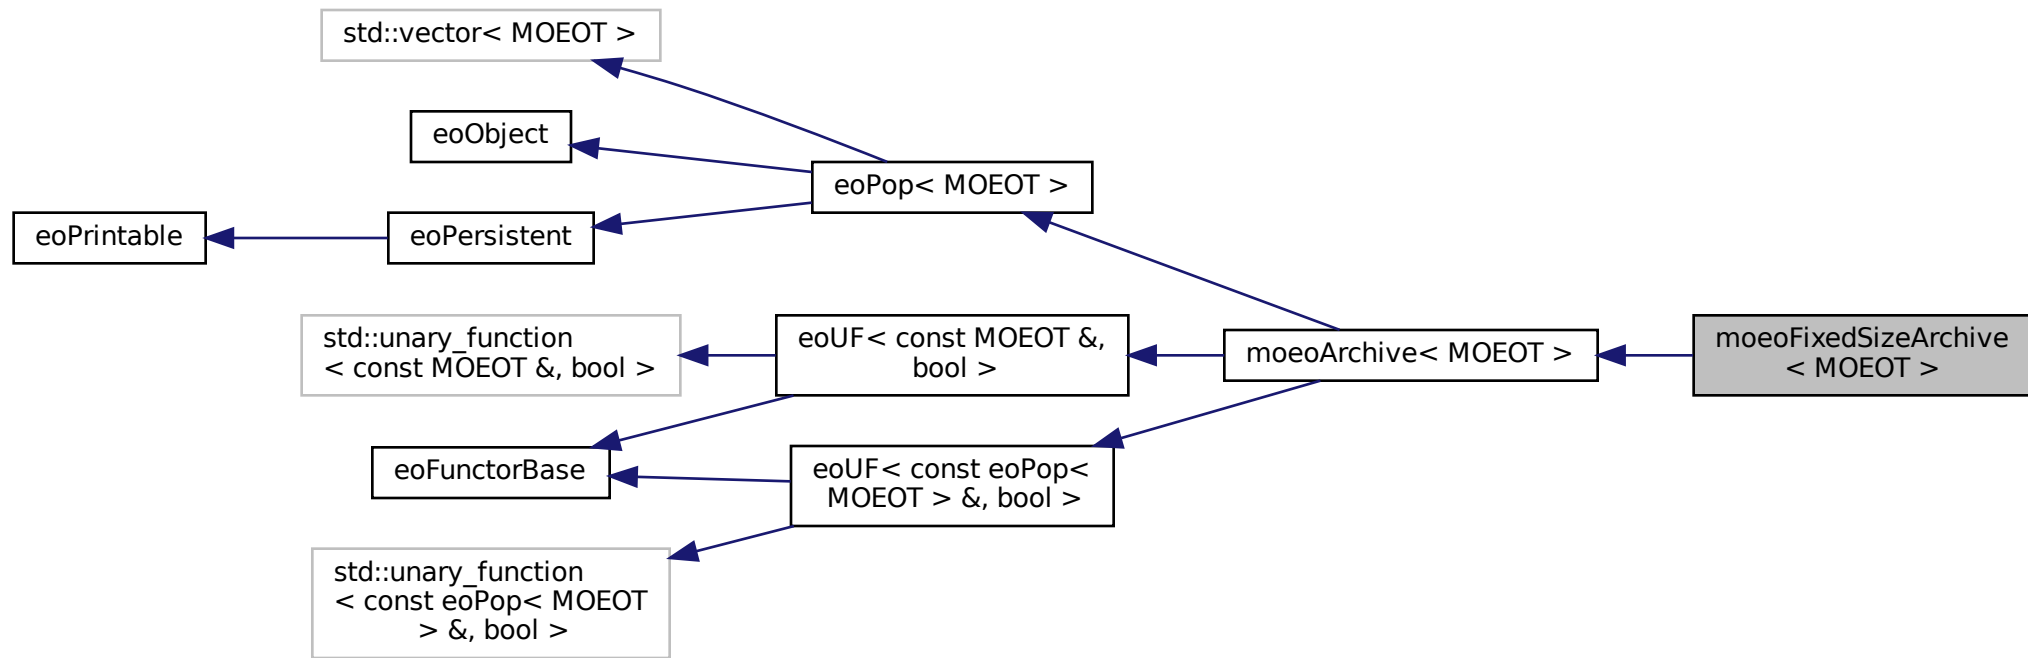 std::vector< MOEOT >
eoObject
eoPop< MOEOT >
eoPrintable
eoPersistent
std::unary_function
< const MOEOT &, bool >
eoUF< const MOEOT &,
bool >
moeoArchive< MOEOT >
moeoFixedSizeArchive
< MOEOT >
eoFunctorBase
eoUF< const eoPop<
MOEOT > &, bool >
std::unary_function
< const eoPop< MOEOT
> &, bool >